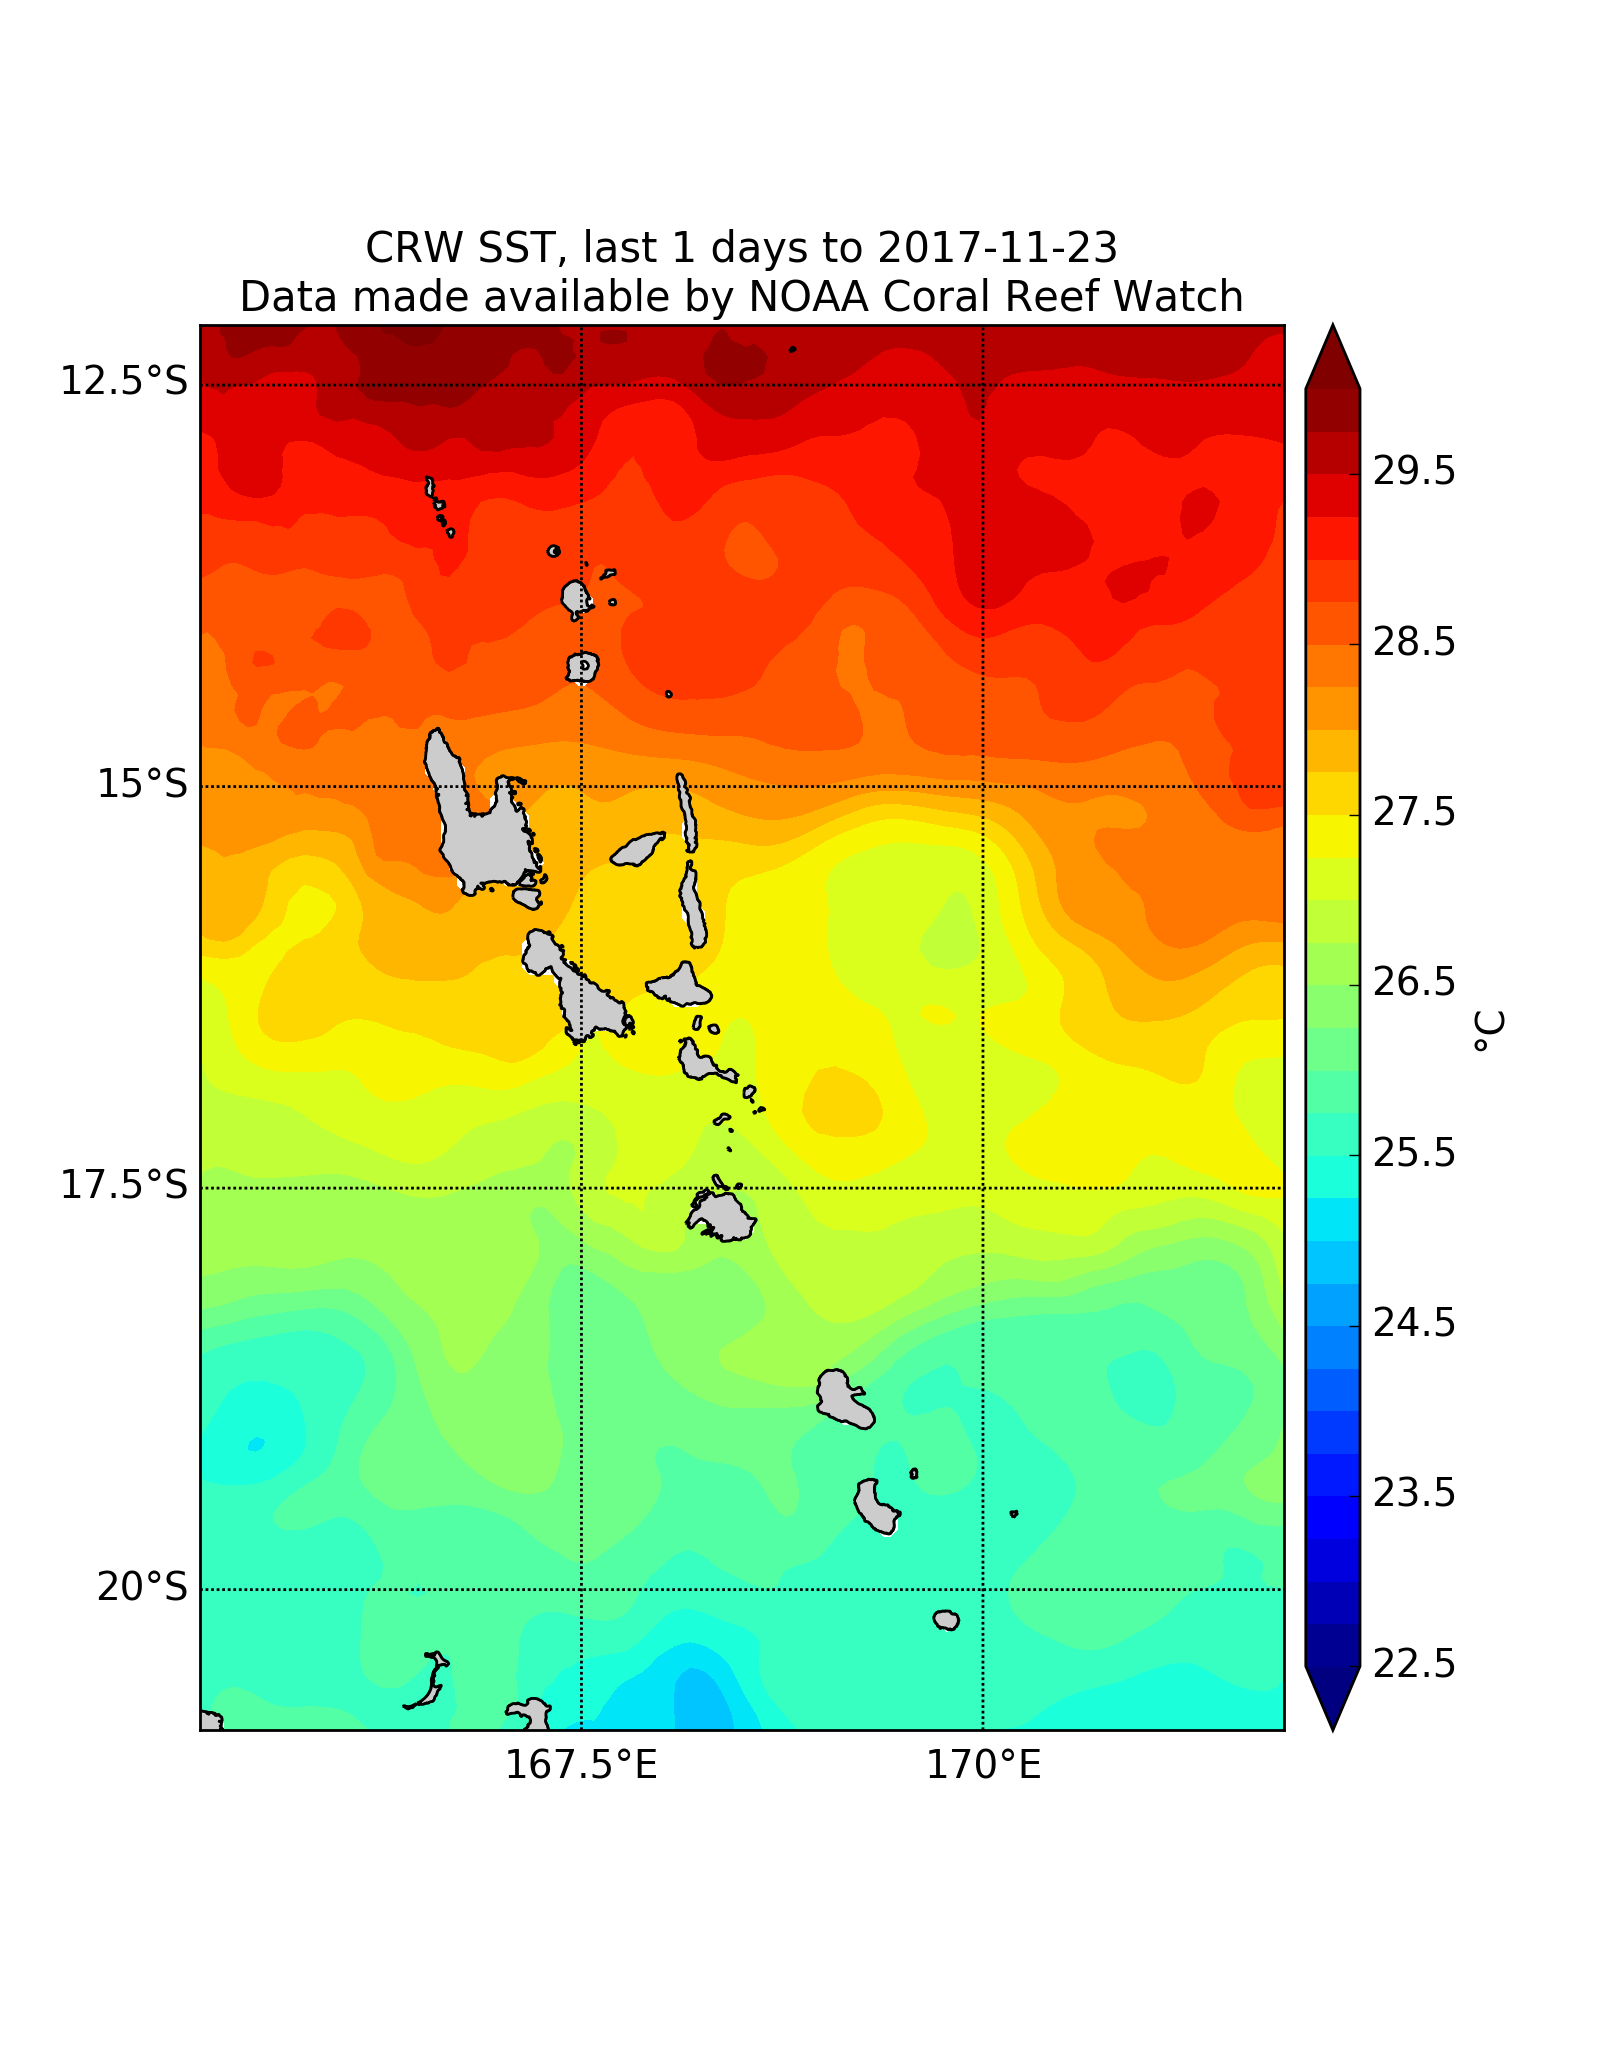 CRW SST, last 1 days to 2017-11-23
Data made available by NOAA Coral Reef Watch
12.5°S
15°S
17.5°S
20°S
167.5°E
170°E
29.5
28.5
27.5
26.5
25.5
24.5
23.5
22.5
°C